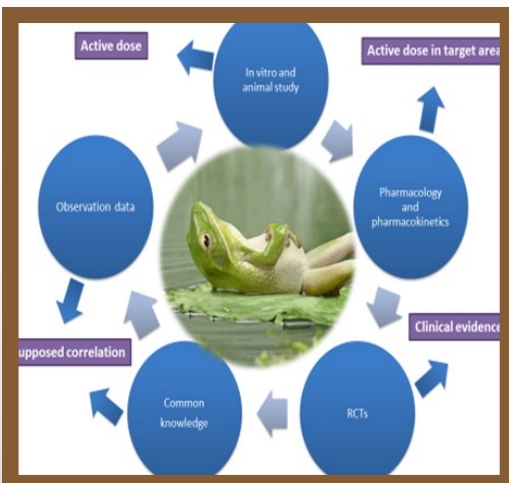 Active dose
In vitro and
animal study
Active dose in target area
Observation data
Pharmacology
and
pharmacokinetics
upposed correlation
Clinical evidence
Common
knowledge
RCTs